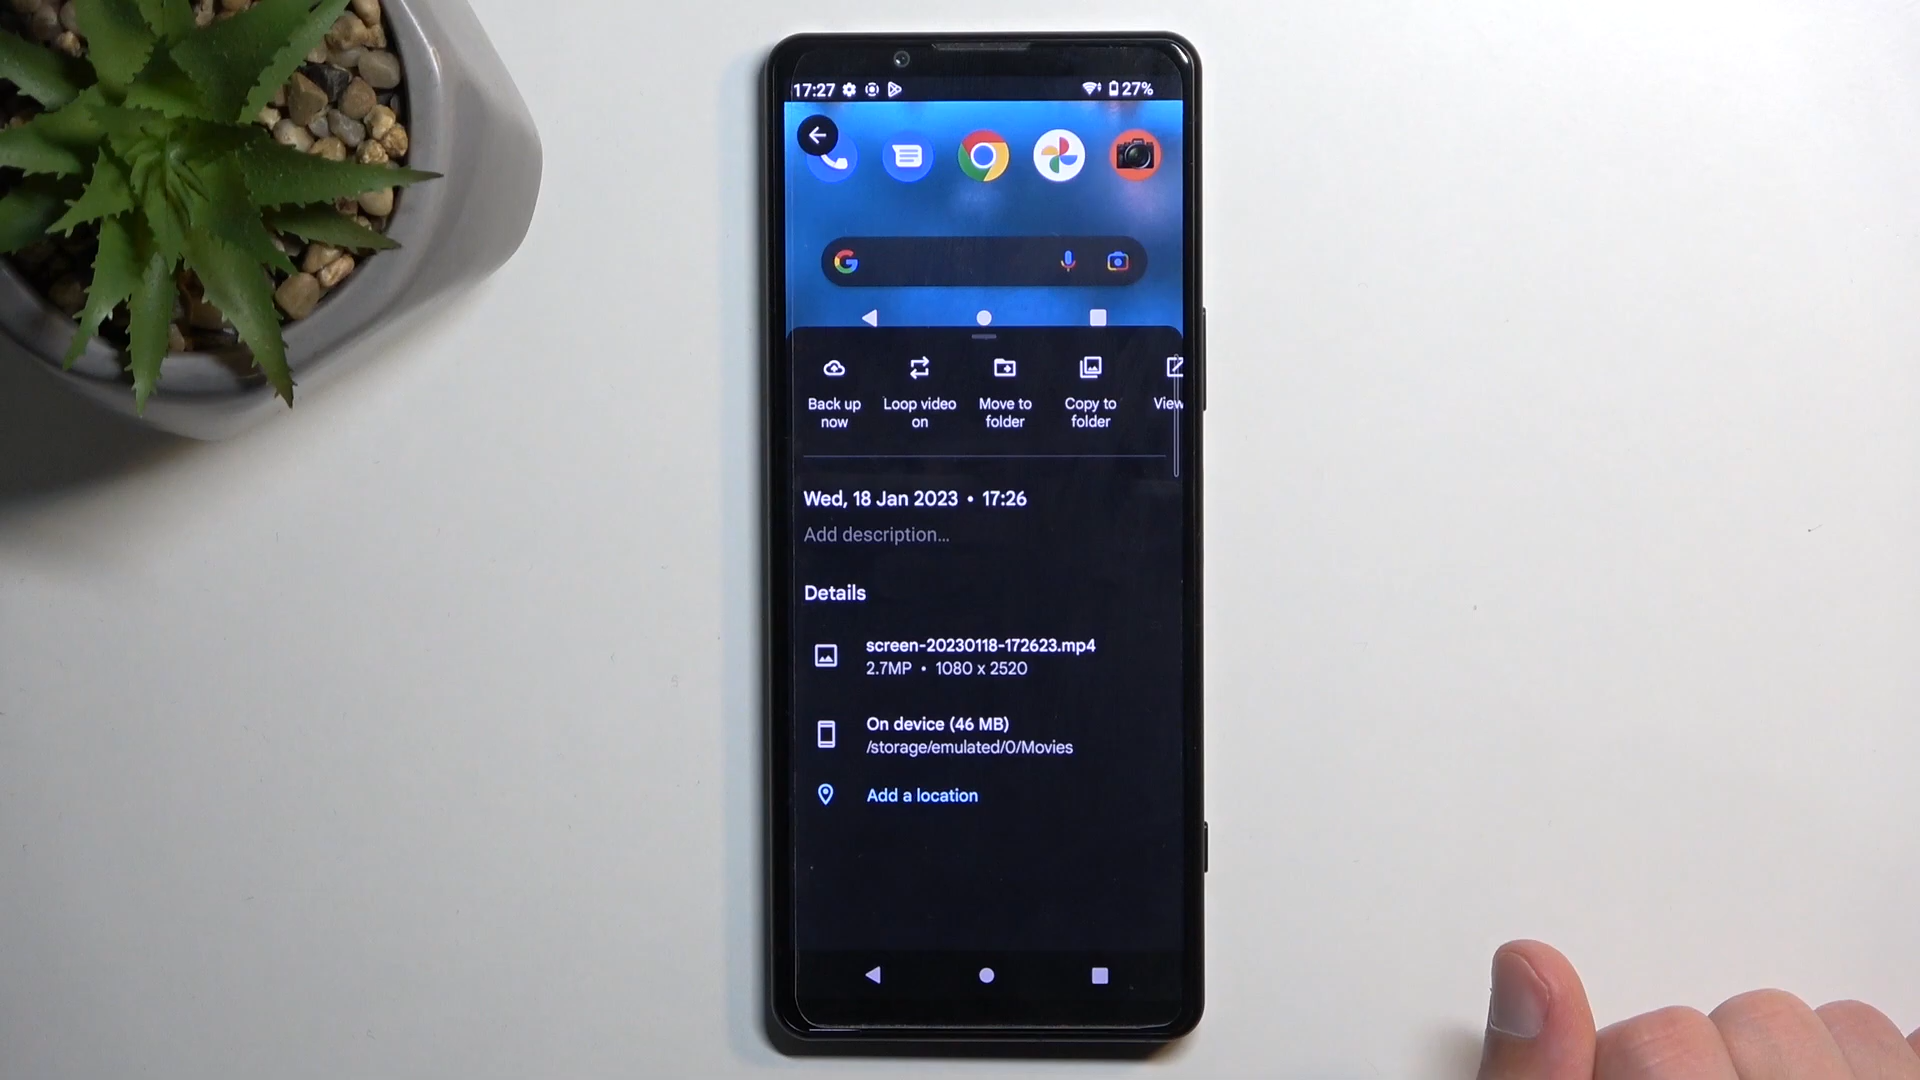 17:27
27%
Back up now
Loop video on
Move to folder
Copy to folder
View
Wed, 18 Jan 2023 • 17:26
Add description...
Details
screen-20230118-172623.mp4
2.7MP • 1080 x 2520
On device (46 MB)
/storage/emulated/0/Movies
Add a location